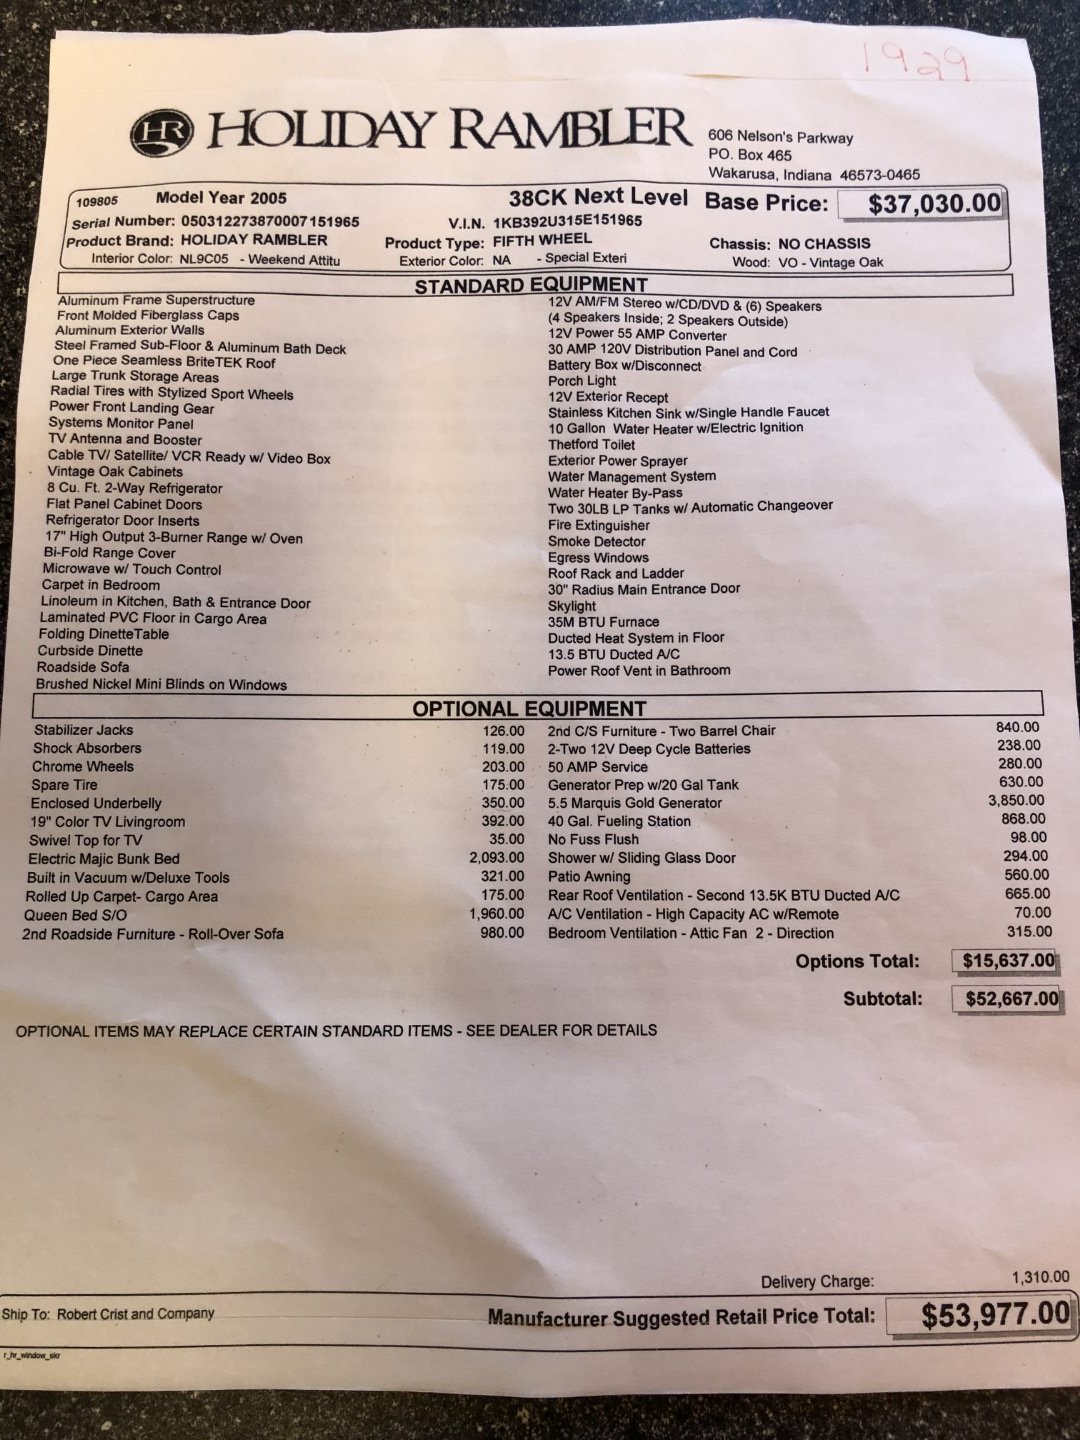 1929
HR HOLIDAY RAMBLER
606 Nelson's Parkway
PO. Box 465
Wakarusa, Indiana 46573-0465
109805 Model Year 2005 38CK Next Level Base Price: $37,030.00
Serial Number: 050312273870007151965 V.I.N. 1KB392U315E151965
Product Brand: HOLIDAY RAMBLER Product Type: FIFTH WHEEL Chassis: NO CHASSIS
Interior Color: NL9C05 - Weekend Attitu Exterior Color: NA - Special Exteri Wood: VO - Vintage Oak
STANDARD EQUIPMENT
Aluminum Frame Superstructure
Front Molded Fiberglass Caps
Aluminum Exterior Walls
Steel Framed Sub-Floor & Aluminum Bath Deck
One Piece Seamless BriteTEK Roof
Large Trunk Storage Areas
Radial Tires with Stylized Sport Wheels
Power Front Landing Gear
Systems Monitor Panel
TV Antenna and Booster
Cable TV/ Satellite/ VCR Ready w/ Video Box
Vintage Oak Cabinets
8 Cu. Ft. 2-Way Refrigerator
Flat Panel Cabinet Doors
Refrigerator Door Inserts
17" High Output 3-Burner Range w/ Oven
Bi-Fold Range Cover
Microwave w/ Touch Control
Carpet in Bedroom
Linoleum in Kitchen, Bath & Entrance Door
Laminated PVC Floor in Cargo Area
Folding DinetteTable
Curbside Dinette
Roadside Sofa
Brushed Nickel Mini Blinds on Windows
12V AM/FM Stereo w/CD/DVD & (6) Speakers
(4 Speakers Inside; 2 Speakers Outside)
12V Power 55 AMP Converter
30 AMP 120V Distribution Panel and Cord
Battery Box w/Disconnect
Porch Light
12V Exterior Recept
Stainless Kitchen Sink w/Single Handle Faucet
10 Gallon Water Heater w/Electric Ignition
Thetford Toilet
Exterior Power Sprayer
Water Management System
Water Heater By-Pass
Two 30LB LP Tanks w/ Automatic Changeover
Fire Extinguisher
Smoke Detector
Egress Windows
Roof Rack and Ladder
30" Radius Main Entrance Door
Skylight
35M BTU Furnace
Ducted Heat System in Floor
13.5 BTU Ducted A/C
Power Roof Vent in Bathroom
OPTIONAL EQUIPMENT
Stabilizer Jacks 126.00
Shock Absorbers 119.00
Chrome Wheels 203.00
Spare Tire 175.00
Enclosed Underbelly 350.00
19" Color TV Livingroom 392.00
Swivel Top for TV 35.00
Electric Majic Bunk Bed 2,093.00
Built in Vacuum w/Deluxe Tools 321.00
Rolled Up Carpet- Cargo Area 175.00
Queen Bed S/O 1,960.00
2nd Roadside Furniture - Roll-Over Sofa 980.00
2nd C/S Furniture - Two Barrel Chair 840.00
2-Two 12V Deep Cycle Batteries 238.00
50 AMP Service 280.00
Generator Prep w/20 Gal Tank 630.00
5.5 Marquis Gold Generator 3,850.00
40 Gal. Fueling Station 868.00
No Fuss Flush 98.00
Shower w/ Sliding Glass Door 294.00
Patio Awning 560.00
Rear Roof Ventilation - Second 13.5K BTU Ducted A/C 665.00
A/C Ventilation - High Capacity AC w/Remote 70.00
Bedroom Ventilation - Attic Fan 2 - Direction 315.00
Options Total: $15,637.00
Subtotal: $52,667.00
OPTIONAL ITEMS MAY REPLACE CERTAIN STANDARD ITEMS - SEE DEALER FOR DETAILS
Delivery Charge: 1,310.00
Ship To: Robert Crist and Company Manufacturer Suggested Retail Price Total: $53,977.00
r_hr_window_skr